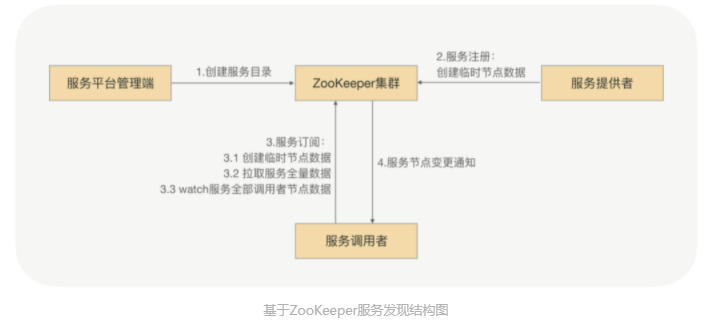 2.服务注册：
服务平台管理端
1.创建服务目录
ZooKeeper集群
创建临时节点数据
服务提供者
3.服务订阅：
3.1 创建临时节点数据
3.2 拉取服务全量数据
3.3 watch服务全部调用者节点数据
4.服务节点变更通知
服务调用者
基于ZooKeeper服务发现结构图